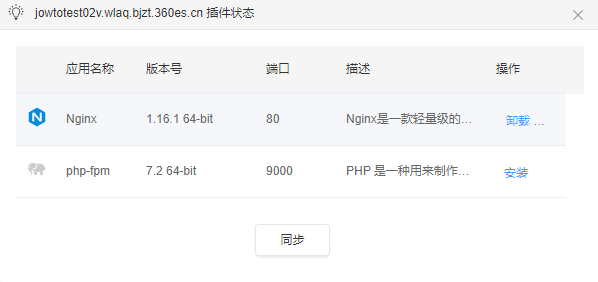 jowtotest02v.wlaq.bjzt.360es.cn 插件状态
应用名称 版本号 端口 描述 操作
Nginx 1.16.1 64-bit 80 Nginx是一款轻量级的... 卸载 ...
php-fpm 7.2 64-bit 9000 PHP 是一种用来制作... 安装
同步